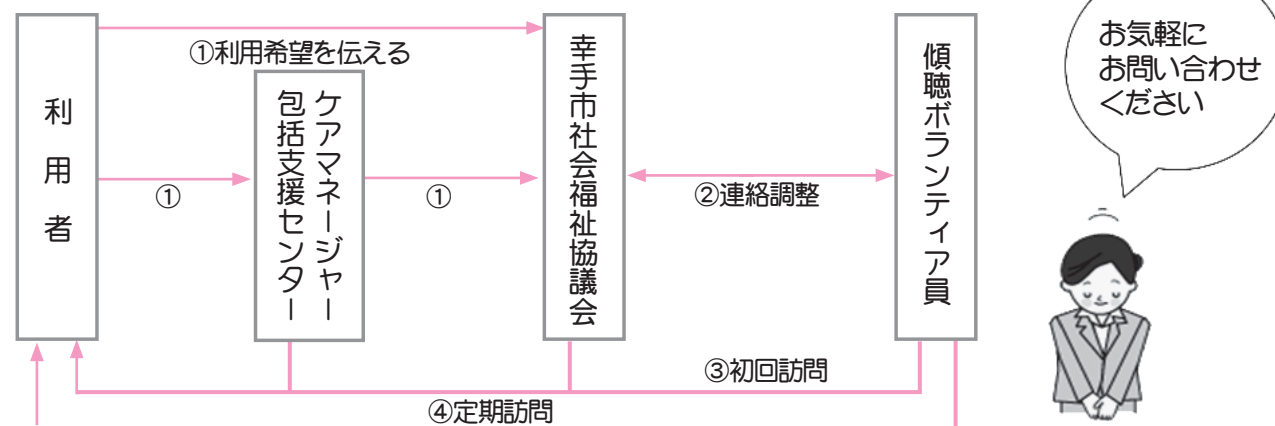 ①利用希望を伝える
利用者
①
ケアマネージャー
包括支援センター
①
幸手市社会福祉協議会
②連絡調整
傾聴ボランティア員
③初回訪問
④定期訪問
お気軽に
お問い合わせ
ください